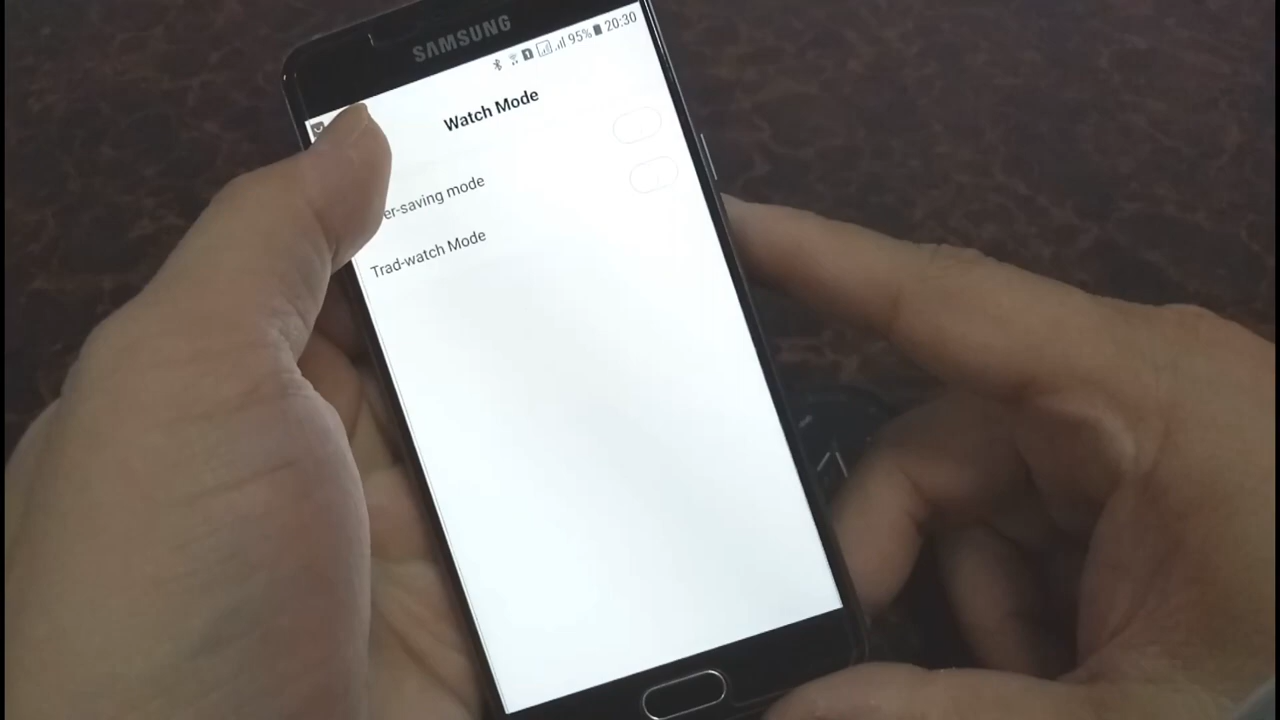 SAMSUNG
95% 20:30
Watch Mode
er-saving mode
Trad-watch Mode